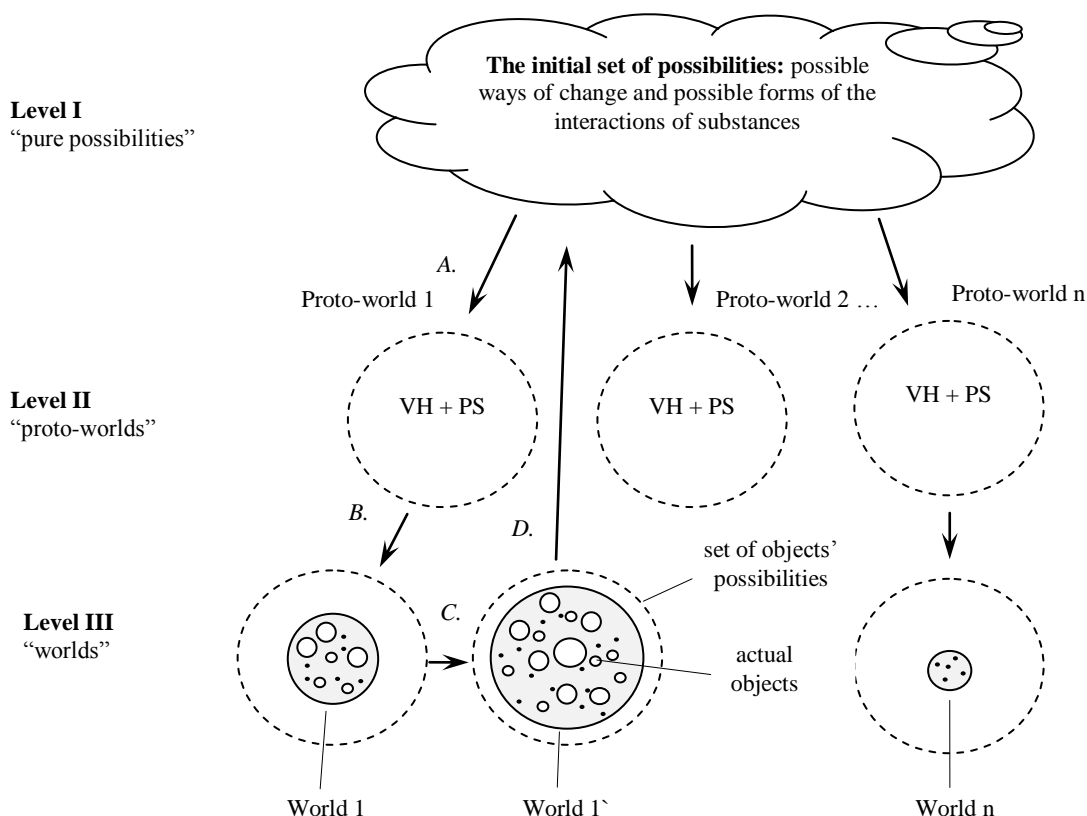 The initial set of possibilities: possible
ways of change and possible forms of the
interactions of substances
Level I
“pure possibilities”
A.
Proto-world 1
Proto-world 2 …
Proto-world n
Level II
“proto-worlds”
VH + PS
VH + PS
VH + PS
B.
D.
set of objects’
possibilities
Level III
“worlds”
C.
actual
objects
World 1
World 1`
World n